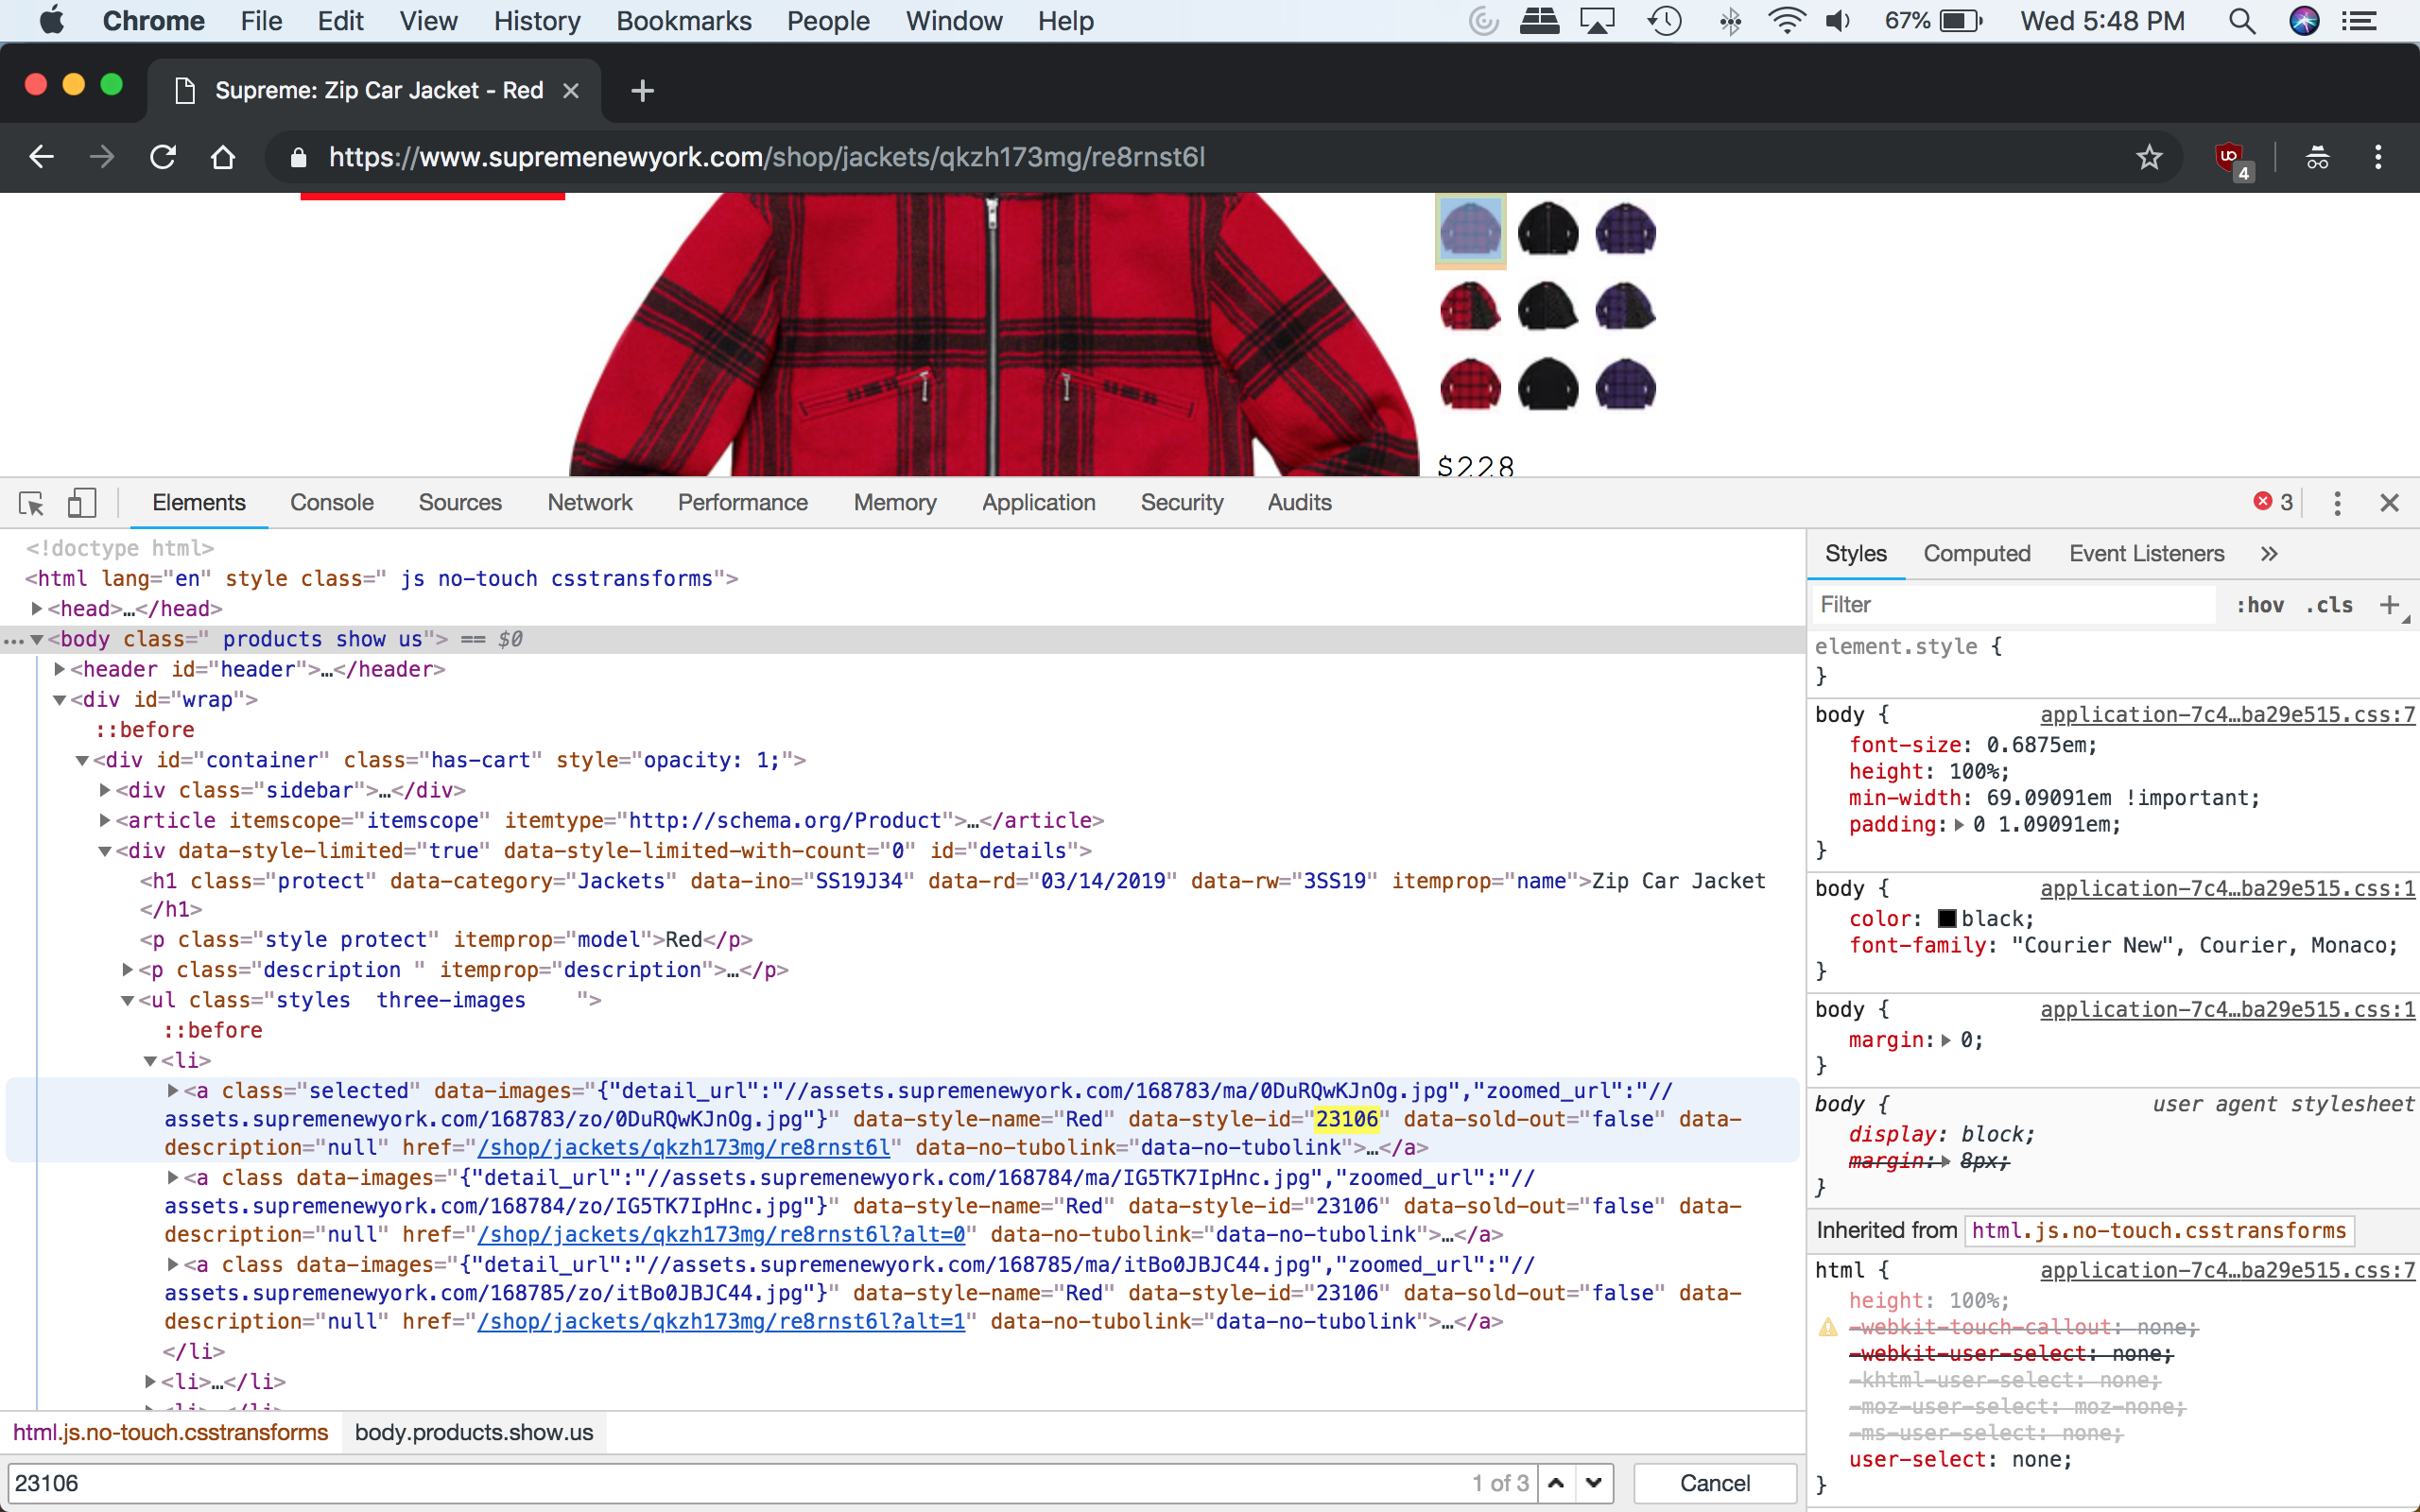 Chrome File Edit View History Bookmarks People Window Help 67% Wed 5:48 PM
Supreme: Zip Car Jacket - Red
https://www.supremenewyork.com/shop/jackets/qkzh173mg/re8rnst6l
4
$228
Elements Console Sources Network Performance Memory Application Security Audits 3
<!doctype html>
<html lang="en" style class=" js no-touch csstransforms">
<head>…</head>
<body class=" products show us"> == $0
<header id="header">…</header>
<div id="wrap">
::before
<div id="container" class="has-cart" style="opacity: 1;">
<div class="sidebar">…</div>
<article itemscope="itemscope" itemtype="http://schema.org/Product">…</article>
<div data-style-limited="true" data-style-limited-with-count="0" id="details">
<h1 class="protect" data-category="Jackets" data-ino="SS19J34" data-rd="03/14/2019" data-rw="3SS19" itemprop="name">Zip Car Jacket
</h1>
<p class="style protect" itemprop="model">Red</p>
<p class="description " itemprop="description">…</p>
<ul class="styles  three-images    ">
::before
<li>
<a class="selected" data-images="{"detail_url":"//assets.supremenewyork.com/168783/ma/0DuRQwKJnOg.jpg","zoomed_url":"//
assets.supremenewyork.com/168783/zo/0DuRQwKJnOg.jpg"}" data-style-name="Red" data-style-id="23106" data-sold-out="false" data-
description="null" href="/shop/jackets/qkzh173mg/re8rnst6l" data-no-tubolink="data-no-tubolink">…</a>
<a class data-images="{"detail_url":"//assets.supremenewyork.com/168784/ma/IG5TK7IpHnc.jpg","zoomed_url":"//
assets.supremenewyork.com/168784/zo/IG5TK7IpHnc.jpg"}" data-style-name="Red" data-style-id="23106" data-sold-out="false" data-
description="null" href="/shop/jackets/qkzh173mg/re8rnst6l?alt=0" data-no-tubolink="data-no-tubolink">…</a>
<a class data-images="{"detail_url":"//assets.supremenewyork.com/168785/ma/itBo0JBJC44.jpg","zoomed_url":"//
assets.supremenewyork.com/168785/zo/itBo0JBJC44.jpg"}" data-style-name="Red" data-style-id="23106" data-sold-out="false" data-
description="null" href="/shop/jackets/qkzh173mg/re8rnst6l?alt=1" data-no-tubolink="data-no-tubolink">…</a>
</li>
<li>…</li>
<li>…</li>
html.js.no-touch.csstransforms body.products.show.us
23106 1 of 3 Cancel
Styles Computed Event Listeners »
Filter :hov .cls +
element.style {
}
body { application-7c4…ba29e515.css:7
font-size: 0.6875em;
height: 100%;
min-width: 69.09091em !important;
padding: 0 1.09091em;
}
body { application-7c4…ba29e515.css:1
color: black;
font-family: "Courier New", Courier, Monaco;
}
body { application-7c4…ba29e515.css:1
margin: 0;
}
body { user agent stylesheet
display: block;
margin: 8px;
}
Inherited from html.js.no-touch.csstransforms
html { application-7c4…ba29e515.css:7
height: 100%;
-webkit-touch-callout: none;
-webkit-user-select: none;
-khtml-user-select: none;
-moz-user-select: moz-none;
-ms-user-select: none;
user-select: none;
}